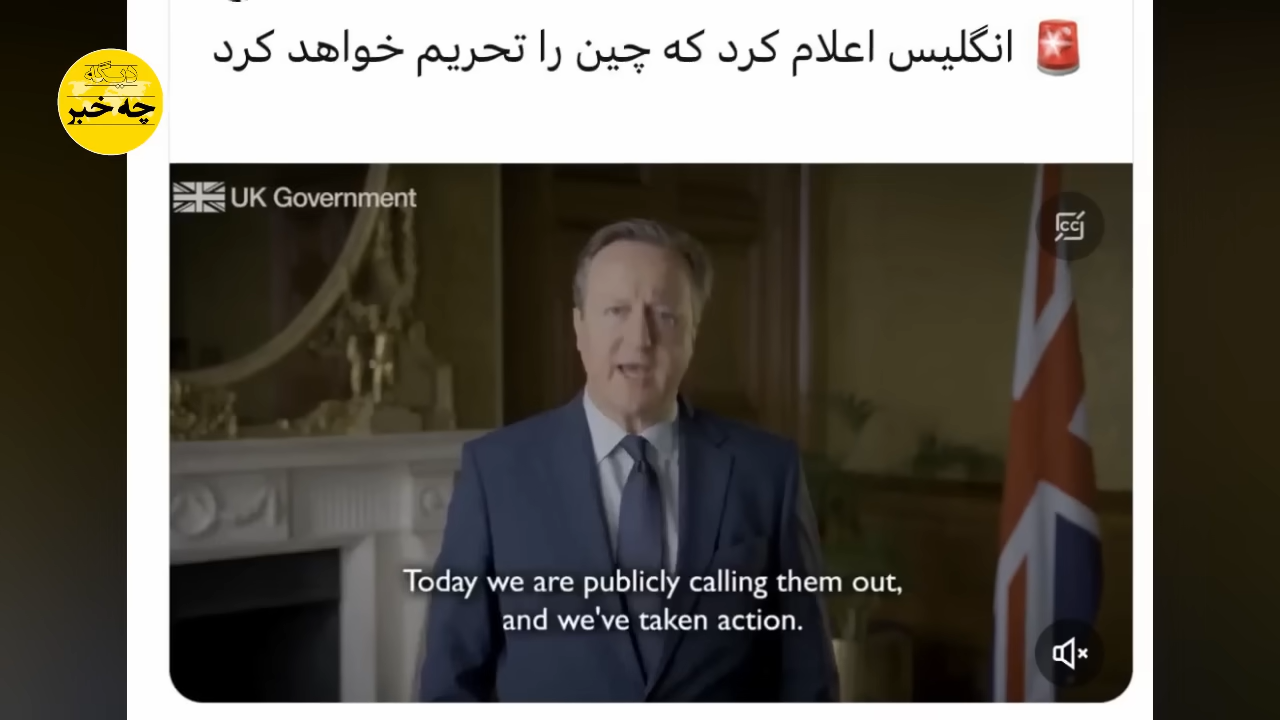 انگلیس اعلام کرد که چین را تحریم خواهد کرد
دیگه
چه خبر
UK Government
CC
Today we are publicly calling them out,
and we've taken action.